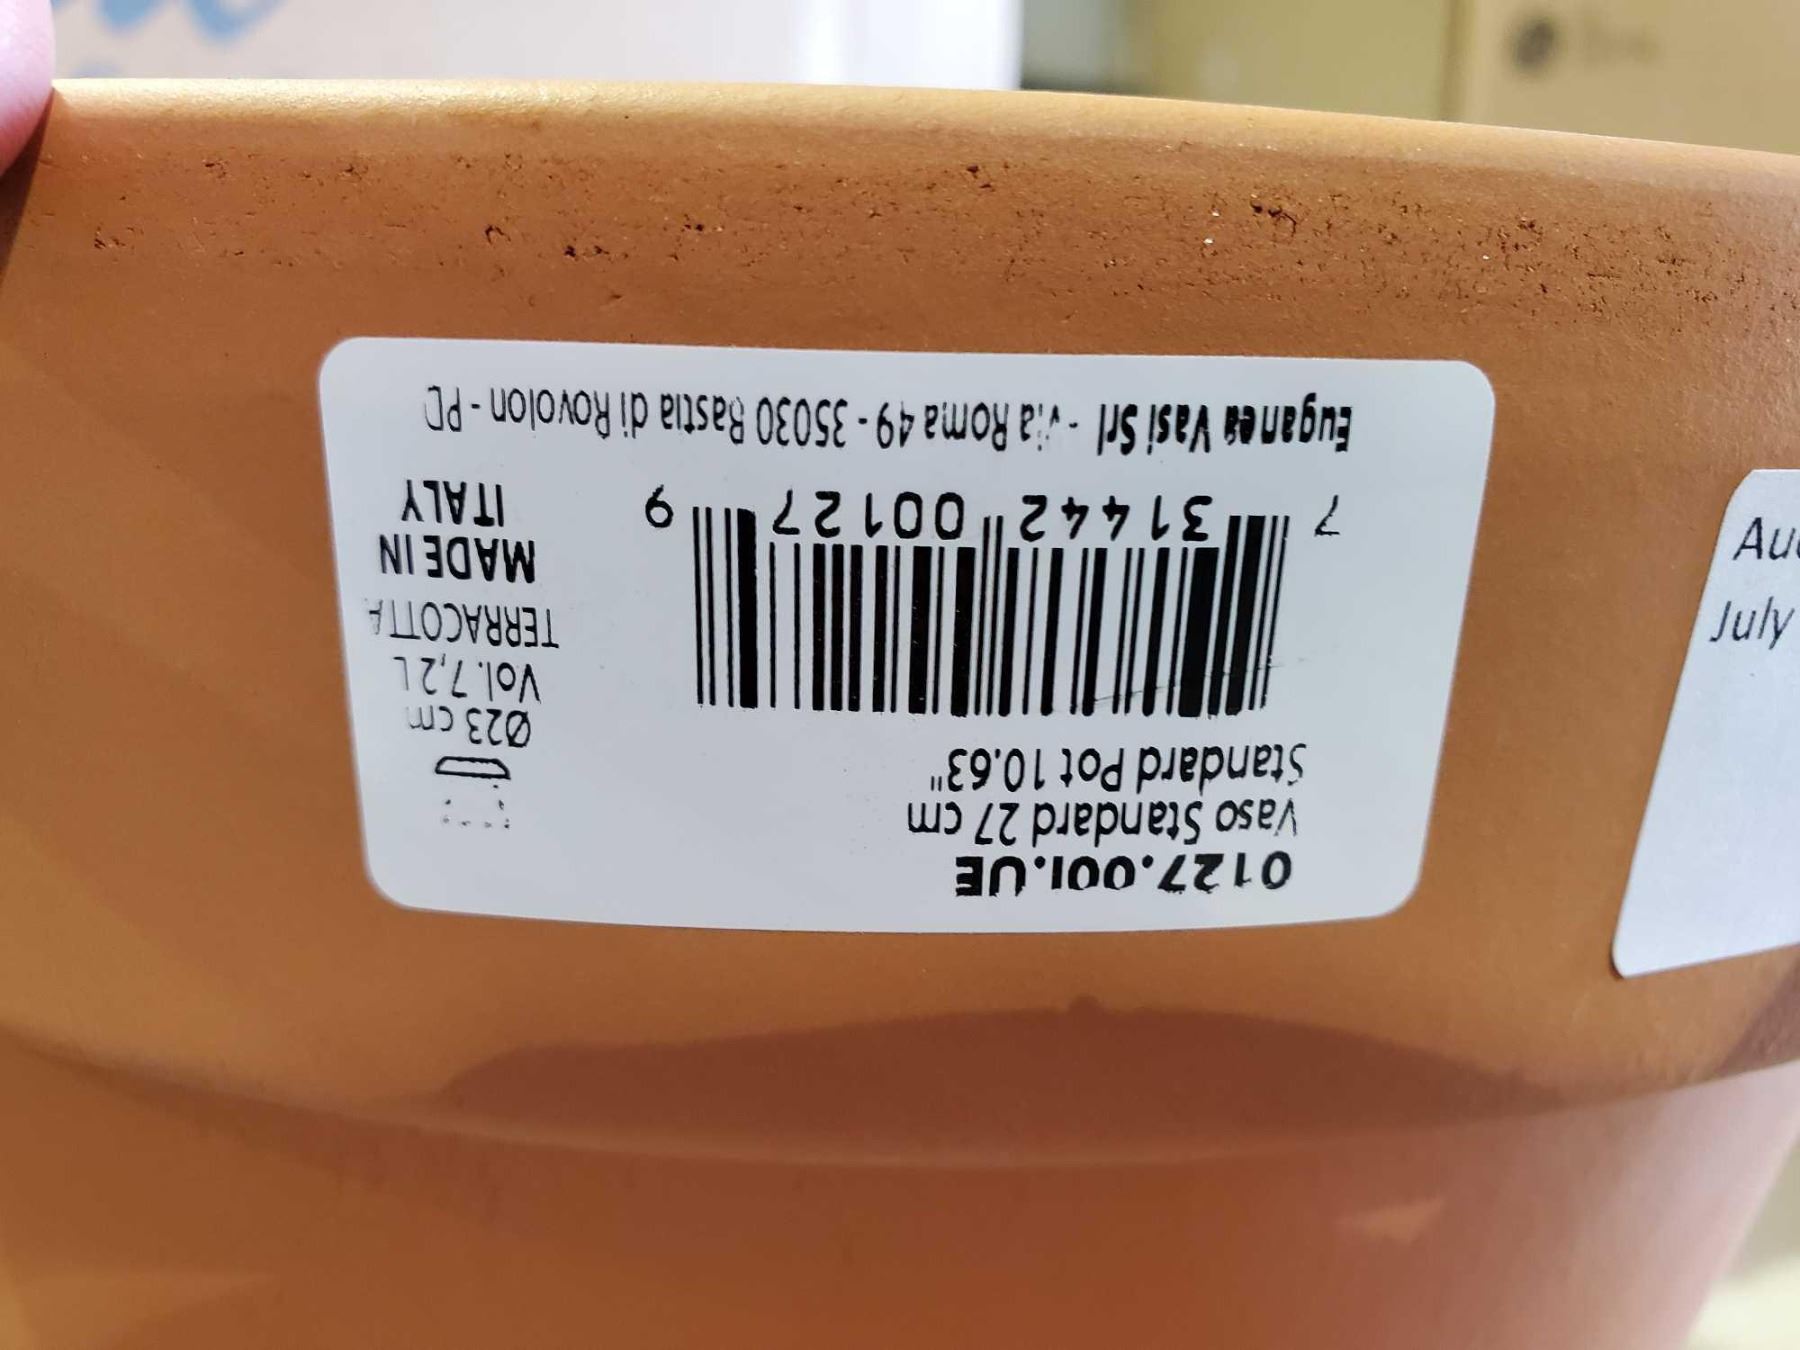 0127.001.UE
Vaso Standard 27 cm
Standard Pot 10.63"
7 31442 00127 9
Euganea Vasi Srl - via Roma 49 - 35030 Bastia di Rovolon - PD
Ø23 cm
Vol. 7,2 L
TERRACOTTA
MADE IN
ITALY
July